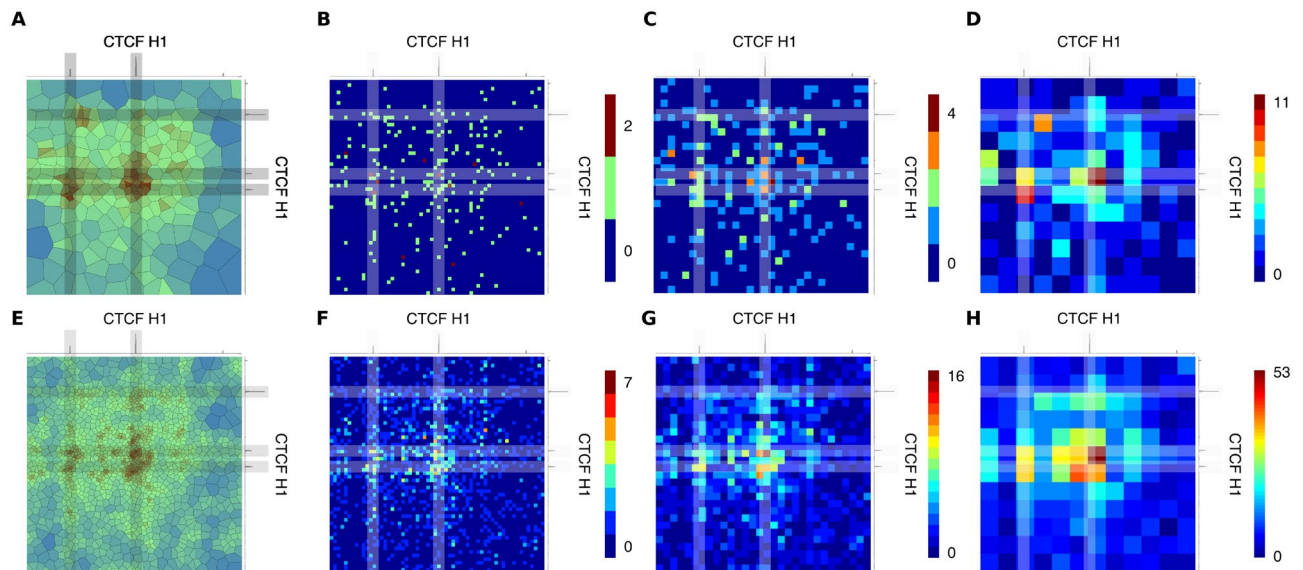 A
B
C
D
CTCF H1
CTCF H1
CTCF H1
CTCF H1
CTCF H1
2
0
CTCF H1
4
0
CTCF H1
11
0
CTCF H1
E
F
G
H
CTCF H1
CTCF H1
CTCF H1
CTCF H1
CTCF H1
7
0
CTCF H1
16
0
CTCF H1
53
0
CTCF H1